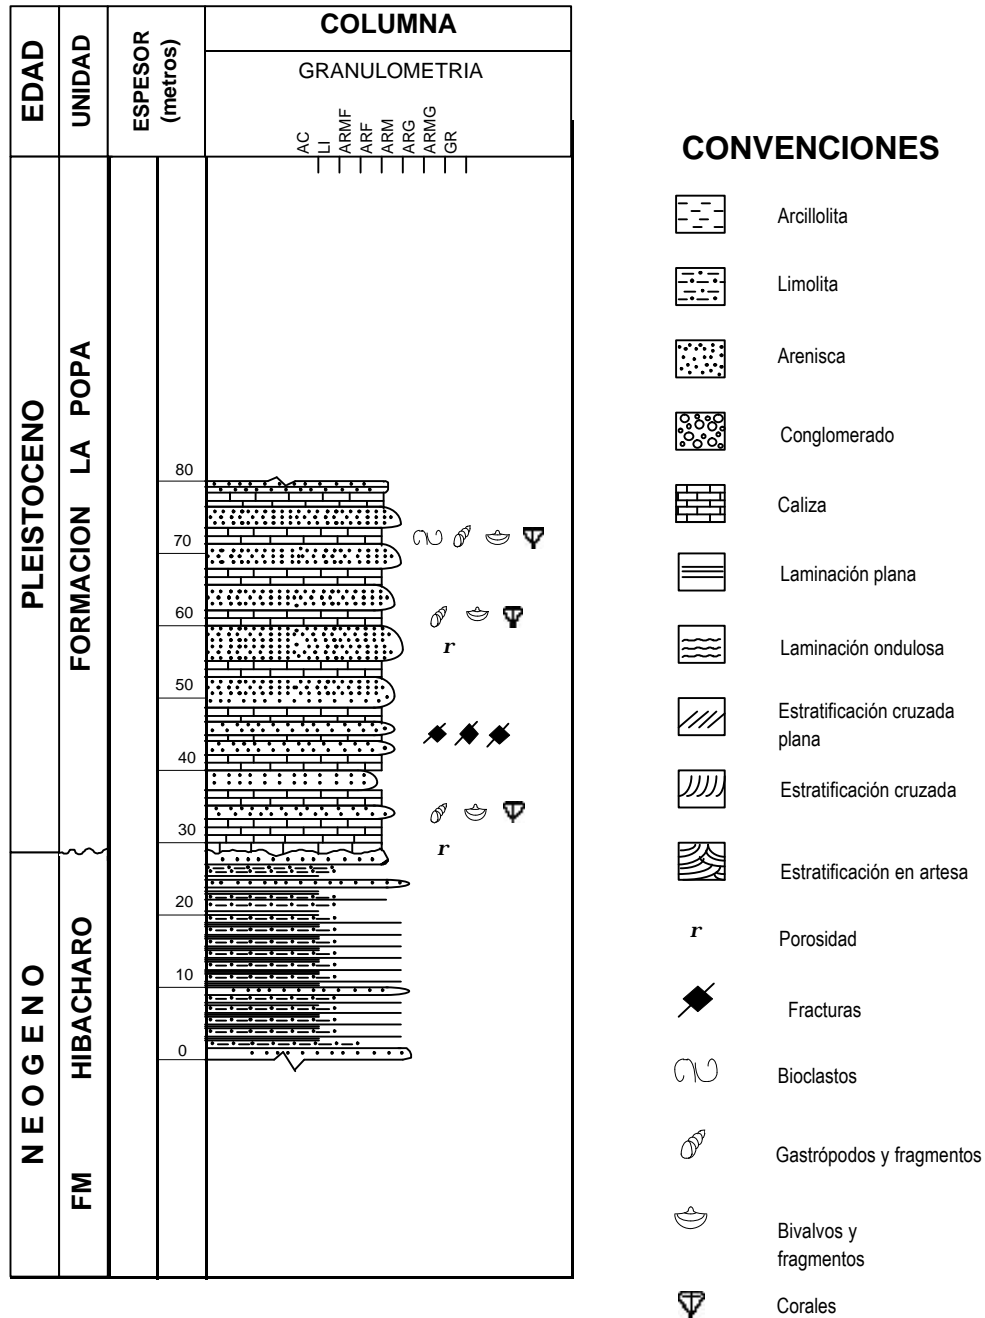 EDAD
UNIDAD
ESPESOR
(metros)
COLUMNA
GRANULOMETRIA
AC
LI
ARMF
ARF
ARM
ARG
ARMG
GR
PLEISTOCENO
FORMACION LA POPA
NEOGENO
FM HIBACHARO
80
70
60
r
50
40
30
r
20
10
0
CONVENCIONES
Arcillolita
Limolita
Arenisca
Conglomerado
Caliza
Laminación plana
Laminación ondulosa
Estratificación cruzada
plana
Estratificación cruzada
Estratificación en artesa
r
Porosidad
Fracturas
Bioclastos
Gastrópodos y fragmentos
Bivalvos y
fragmentos
Corales